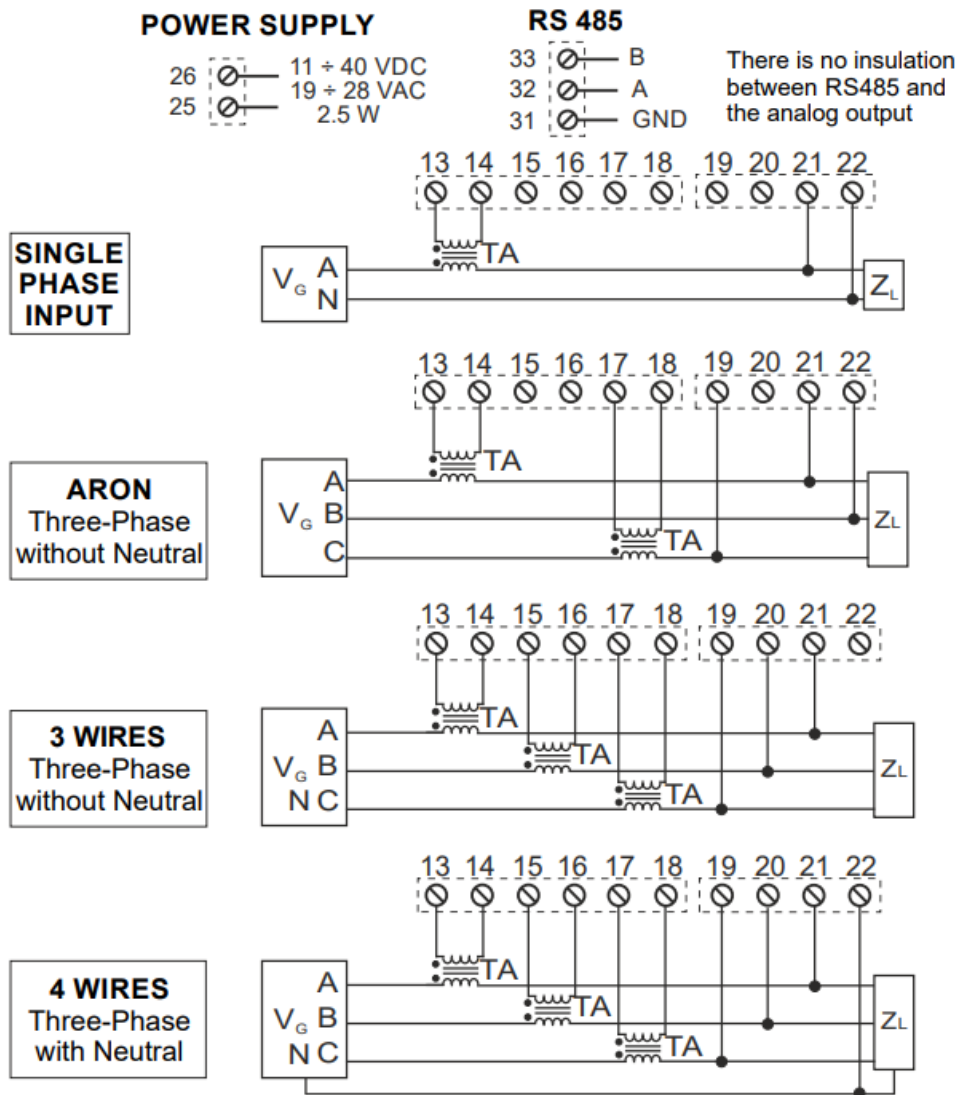 POWER SUPPLY
26 11 ÷ 40 VDC
19 ÷ 28 VAC
25 2.5 W
RS 485
33 B
32 A
31 GND
There is no insulation
between RS485 and
the analog output
13 14 15 16 17 18 19 20 21 22
SINGLE
PHASE
INPUT
TA
VG A
N
ZL
13 14 15 16 17 18 19 20 21 22
ARON
Three-Phase
without Neutral
TA
A
VG B
C
TA
ZL
13 14 15 16 17 18 19 20 21 22
3 WIRES
Three-Phase
without Neutral
TA
A
TA
VG B
N C
TA
ZL
13 14 15 16 17 18 19 20 21 22
4 WIRES
Three-Phase
with Neutral
TA
A
TA
VG B
N C
TA
ZL